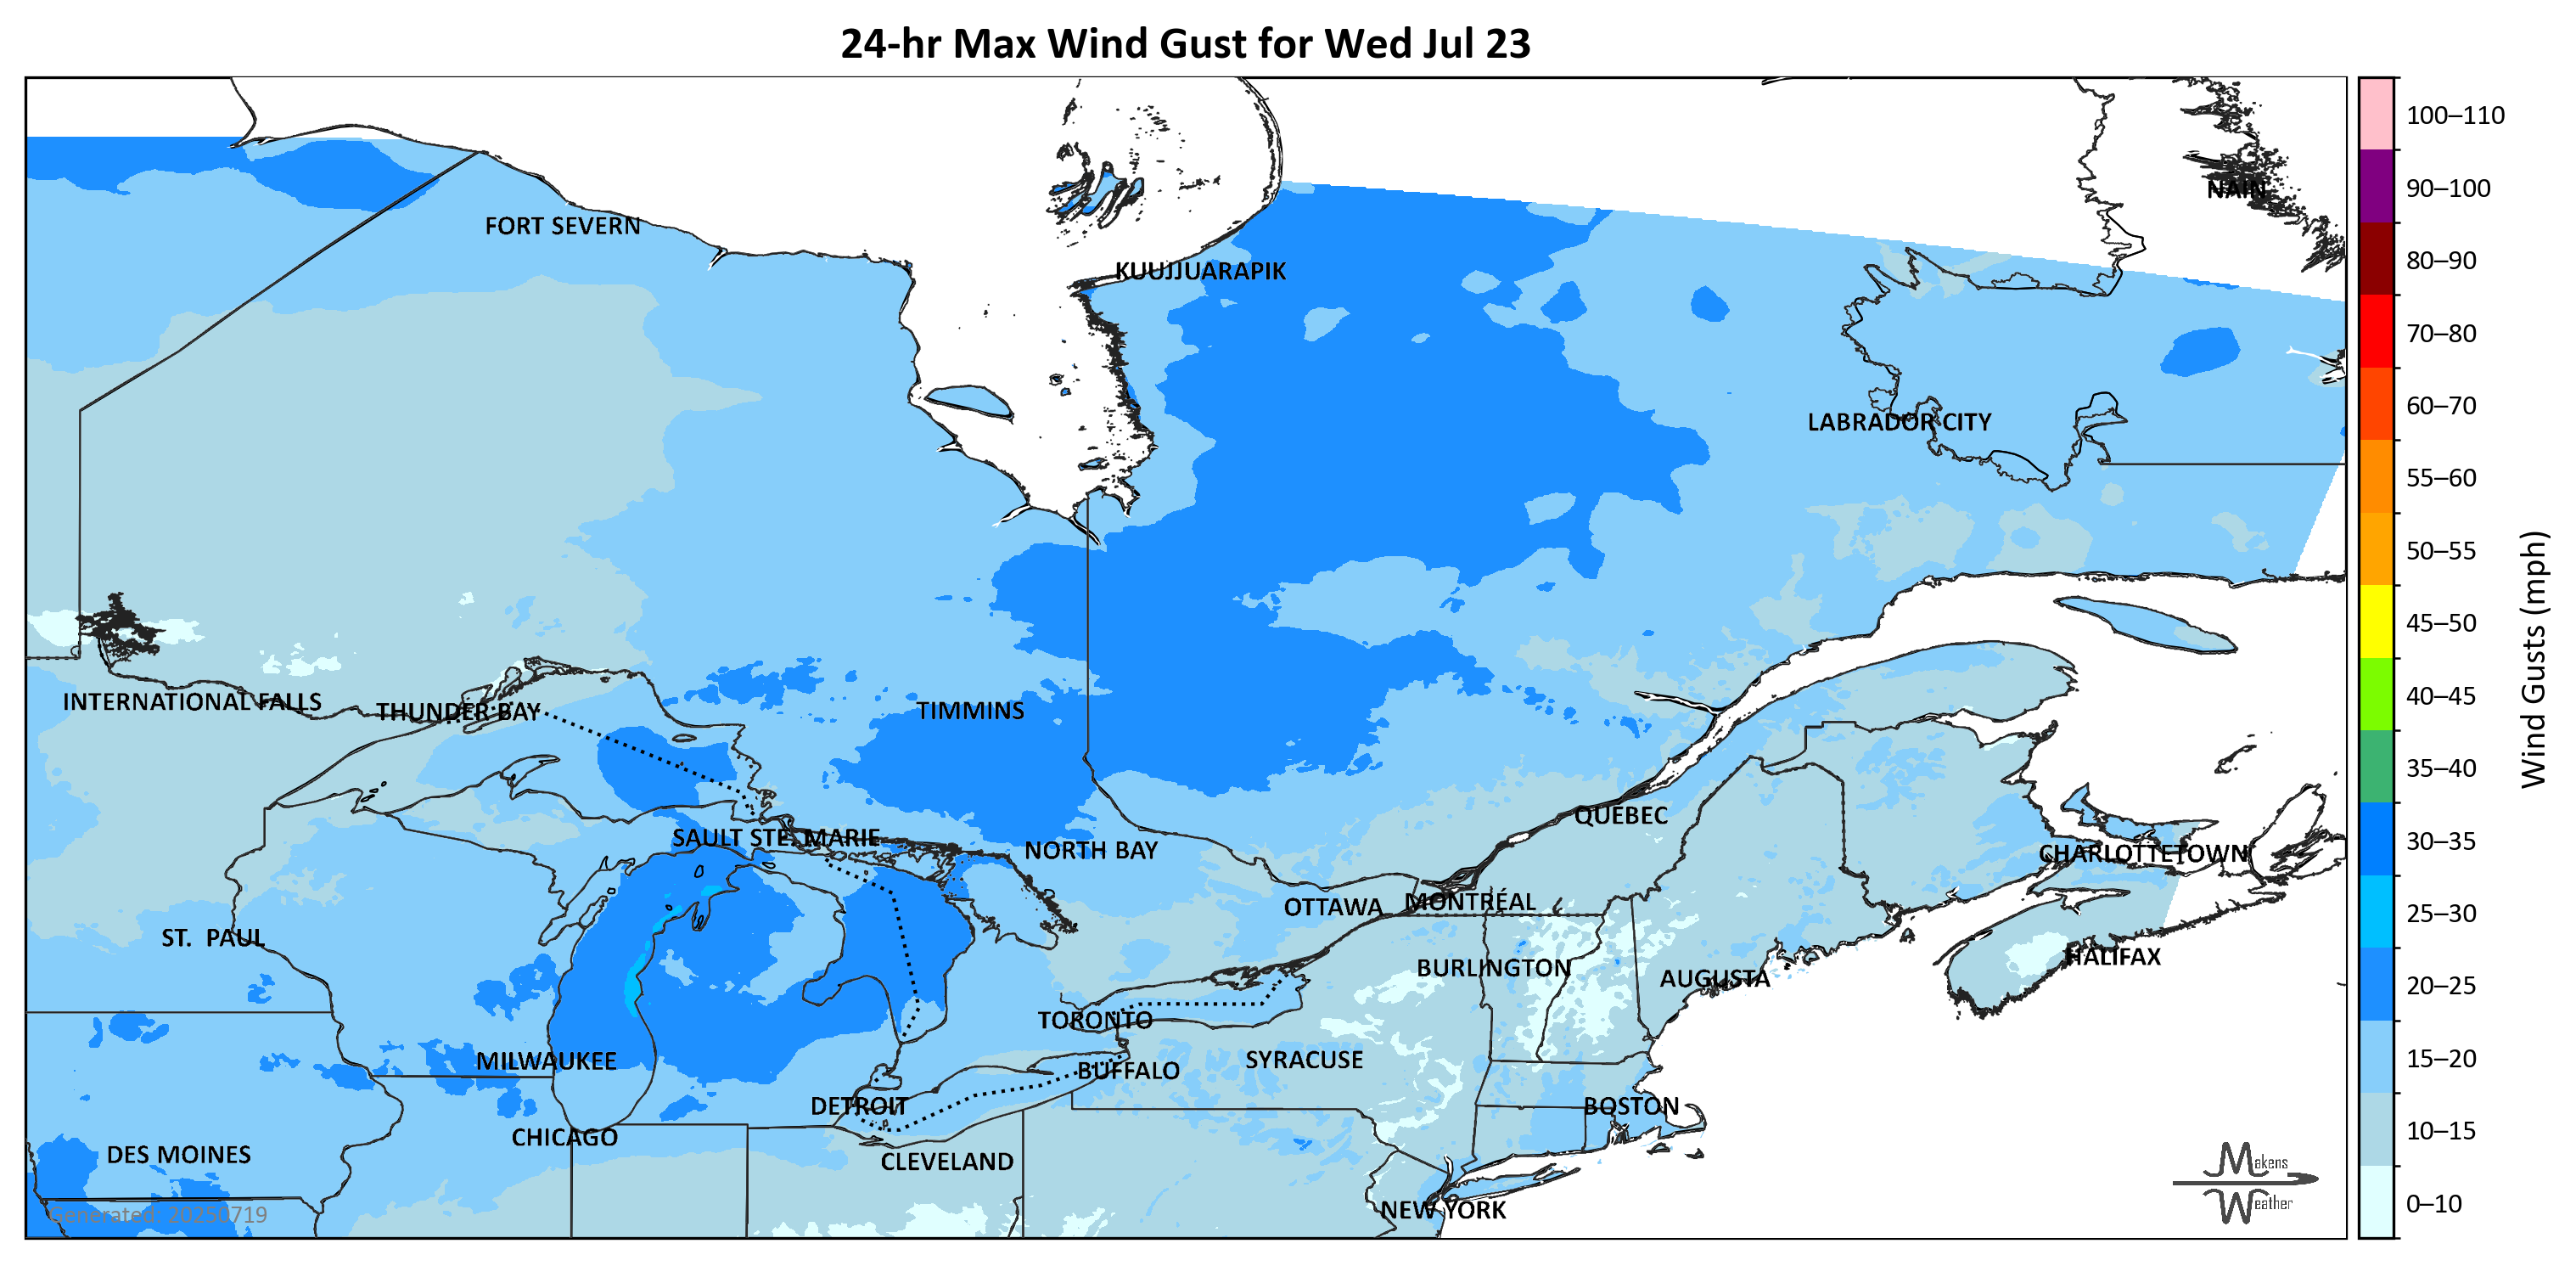 24-hr Max Wind Gust for Wed Jul 23
100–110
90–100
80–90
70–80
60–70
55–60
50–55
45–50
40–45
35–40
30–35
25–30
20–25
15–20
10–15
0–10
Wind Gusts (mph)
NAIN
FORT SEVERN
KUUJJUARAPIK
LABRADOR CITY
INTERNATIONAL FALLS
THUNDER BAY
TIMMINS
QUÉBEC
SAULT STE. MARIE
NORTH BAY
CHARLOTTETOWN
OTTAWA
MONTRÉAL
ST. PAUL
BURLINGTON
AUGUSTA
HALIFAX
TORONTO
MILWAUKEE
SYRACUSE
BUFFALO
DETROIT
BOSTON
CHICAGO
DES MOINES
CLEVELAND
NEW YORK
Generated: 20250719
Makens
Weather